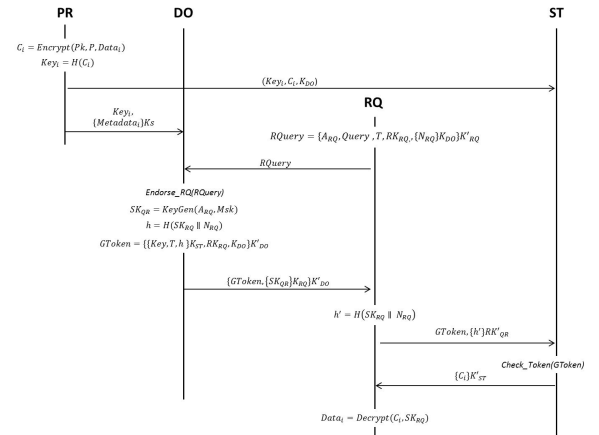 PR DO ST
C_i = Encrypt(Pk, P, Data_i)
Key_i = H(C_i)
(Key_i, C_i, K_DO)
RQ
Key_i,
{Metadata_i}Ks
RQuery = {A_RQ, Query , T, RK_RQ, {N_RQ}K_DO}K'_RQ
RQuery
Endorse_RQ(RQuery)
SK_QR = KeyGen(A_RQ, Msk)
h = H(SK_RQ ∥ N_RQ)
GToken = {{Key, T, h }K_ST, RK_RQ, K_DO}K'_DO
{GToken, {SK_QR}K_RQ}K'_DO
h' = H(SK_RQ ∥ N_RQ)
GToken, {h'}RK'_QR
Check_Token(GToken)
{C_i}K'_ST
Data_i = Decrypt(C_i, SK_RQ)